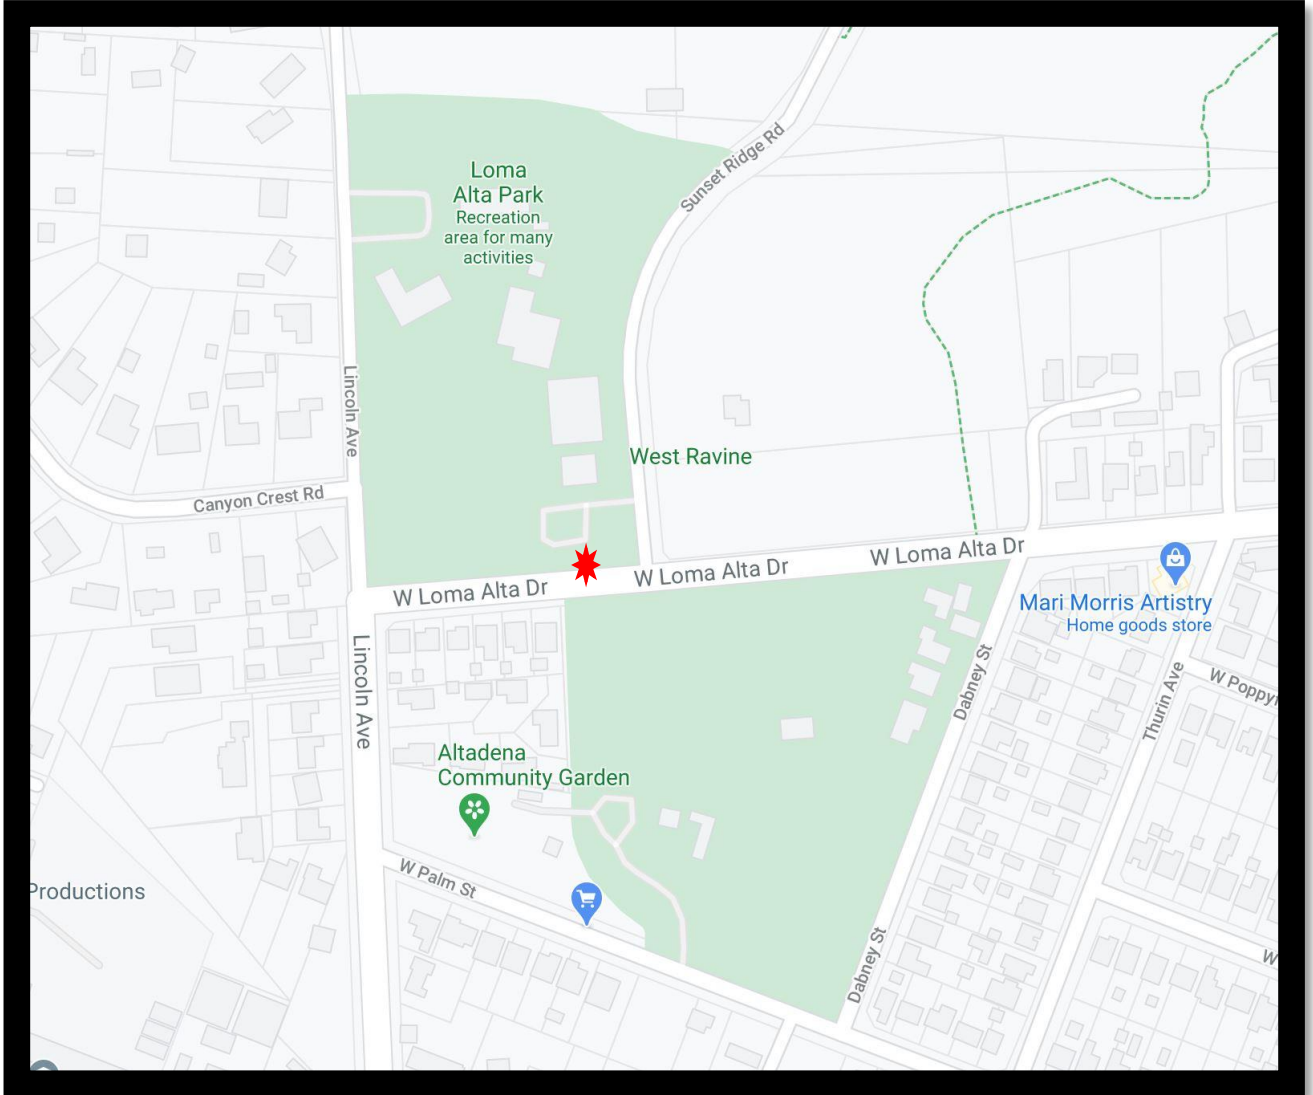 Loma
Alta Park
Recreation
area for many
activities
Sunset Ridge Rd
Lincoln Ave
West Ravine
Canyon Crest Rd
W Loma Alta Dr
W Loma Alta Dr
W Loma Alta Dr
Mari Morris Artistry
Home goods store
Lincoln Ave
Dabney St
Thurin Ave
W Poppyf
Altadena
Community Garden
W Palm St
Productions
Dabney St
W